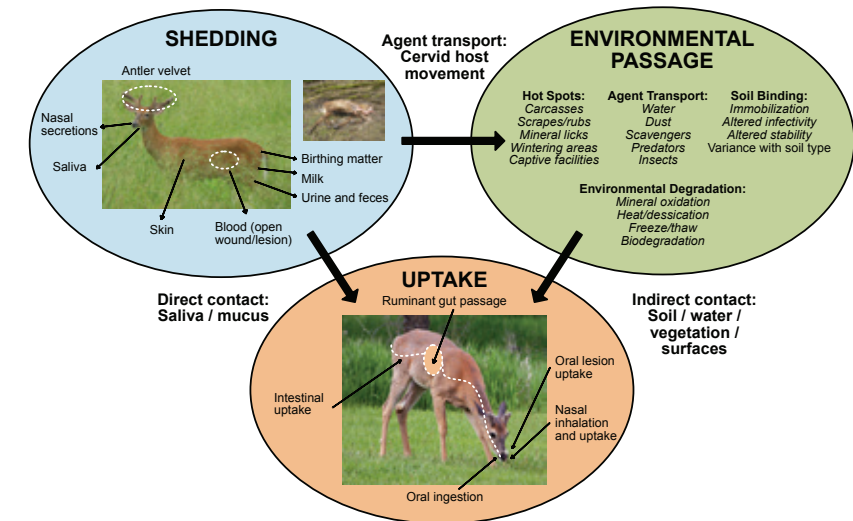 SHEDDING
Antler velvet
Nasal
secretions
Saliva
Skin
Blood (open
wound/lesion)
Birthing matter
Milk
Urine and feces
Agent transport:
Cervid host
movement
ENVIRONMENTAL
PASSAGE
Hot Spots:
Carcasses
Scrapes/rubs
Mineral licks
Wintering areas
Captive facilities
Agent Transport:
Water
Dust
Scavengers
Predators
Insects
Soil Binding:
Immobilization
Altered infectivity
Altered stability
Variance with soil type
Environmental Degradation:
Mineral oxidation
Heat/dessication
Freeze/thaw
Biodegradation
Direct contact:
Saliva / mucus
Indirect contact:
Soil / water /
vegetation /
surfaces
UPTAKE
Ruminant gut passage
Intestinal
uptake
Oral lesion
uptake
Nasal
inhalation
and uptake
Oral ingestion